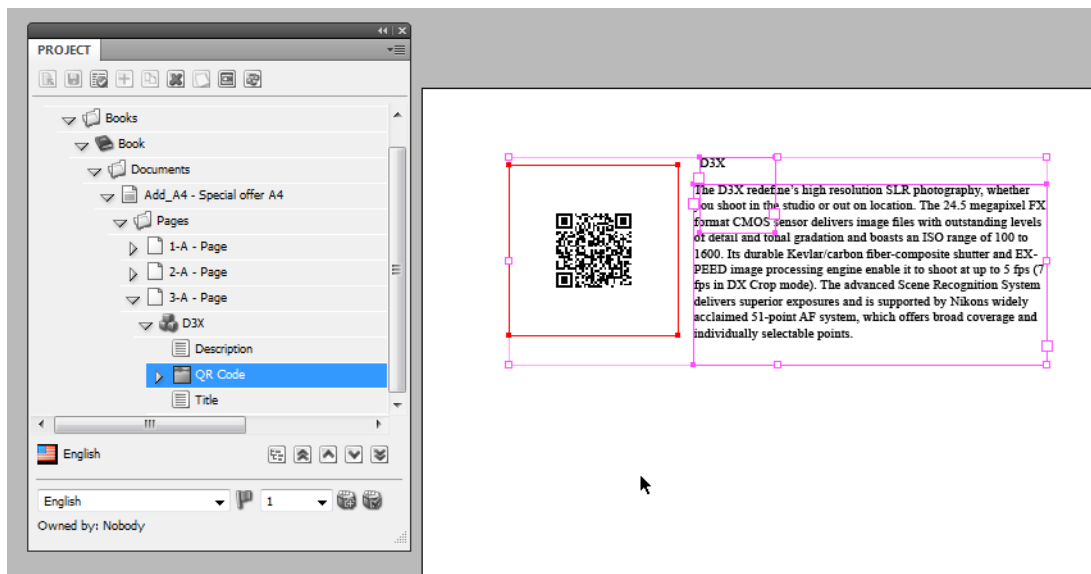 PROJECT
Books
Book
Documents
Add_A4 - Special offer A4
Pages
1-A - Page
2-A - Page
3-A - Page
D3X
Description
QR Code
Title
English
English
1
Owned by: Nobody
D3X
The D3X redefine's high resolution SLR photography, whether
you shoot in the studio or out on location. The 24.5 megapixel FX
format CMOS sensor delivers image files with outstanding levels
of detail and tonal gradation and boasts an ISO range of 100 to
1600. Its durable Kevlar/carbon fiber-composite shutter and EX-
PEED image processing engine enable it to shoot at up to 5 fps (7
fps in DX Crop mode). The advanced Scene Recognition System
delivers superior exposures and is supported by Nikons widely
acclaimed 51-point AF system, which offers broad coverage and
individually selectable points.